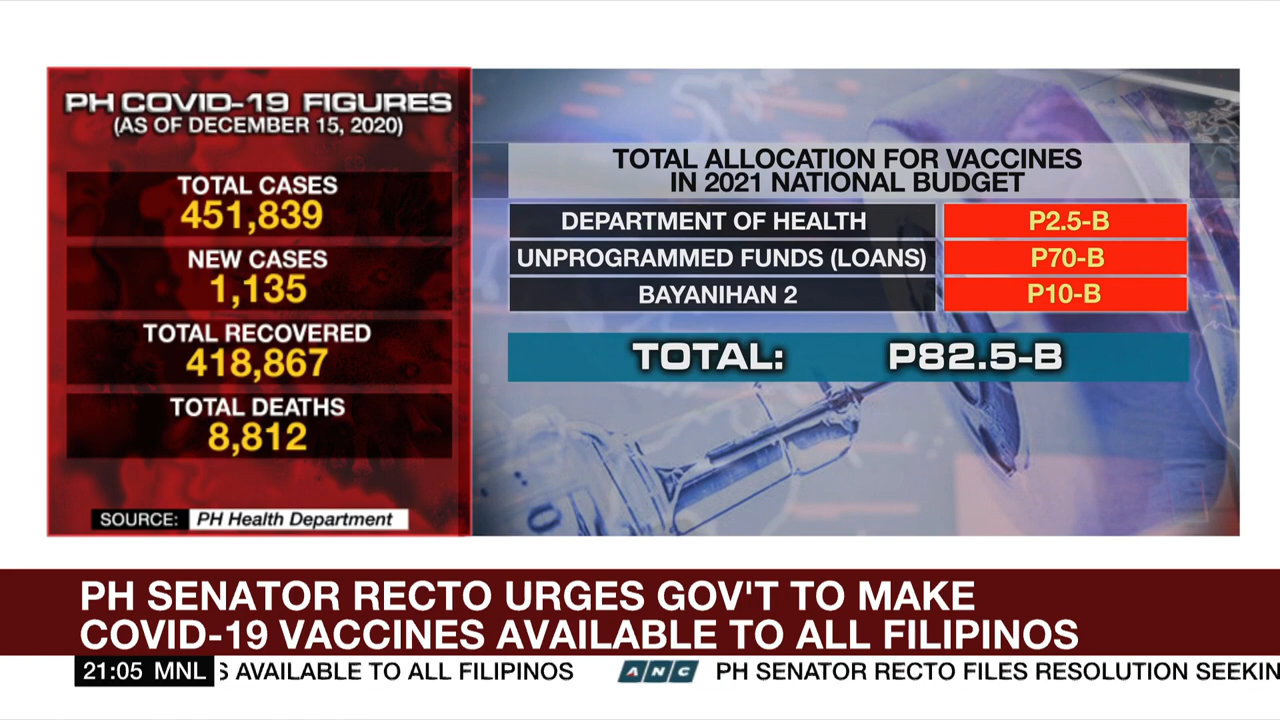 PH COVID-19 FIGURES
(AS OF DECEMBER 15, 2020)
TOTAL CASES
451,839
NEW CASES
1,135
TOTAL RECOVERED
418,867
TOTAL DEATHS
8,812
SOURCE: PH Health Department
TOTAL ALLOCATION FOR VACCINES
IN 2021 NATIONAL BUDGET
DEPARTMENT OF HEALTH P2.5-B
UNPROGRAMMED FUNDS (LOANS) P70-B
BAYANIHAN 2 P10-B
TOTAL: P82.5-B
PH SENATOR RECTO URGES GOV'T TO MAKE
COVID-19 VACCINES AVAILABLE TO ALL FILIPINOS
21:05 MNL S AVAILABLE TO ALL FILIPINOS ANC PH SENATOR RECTO FILES RESOLUTION SEEKIN